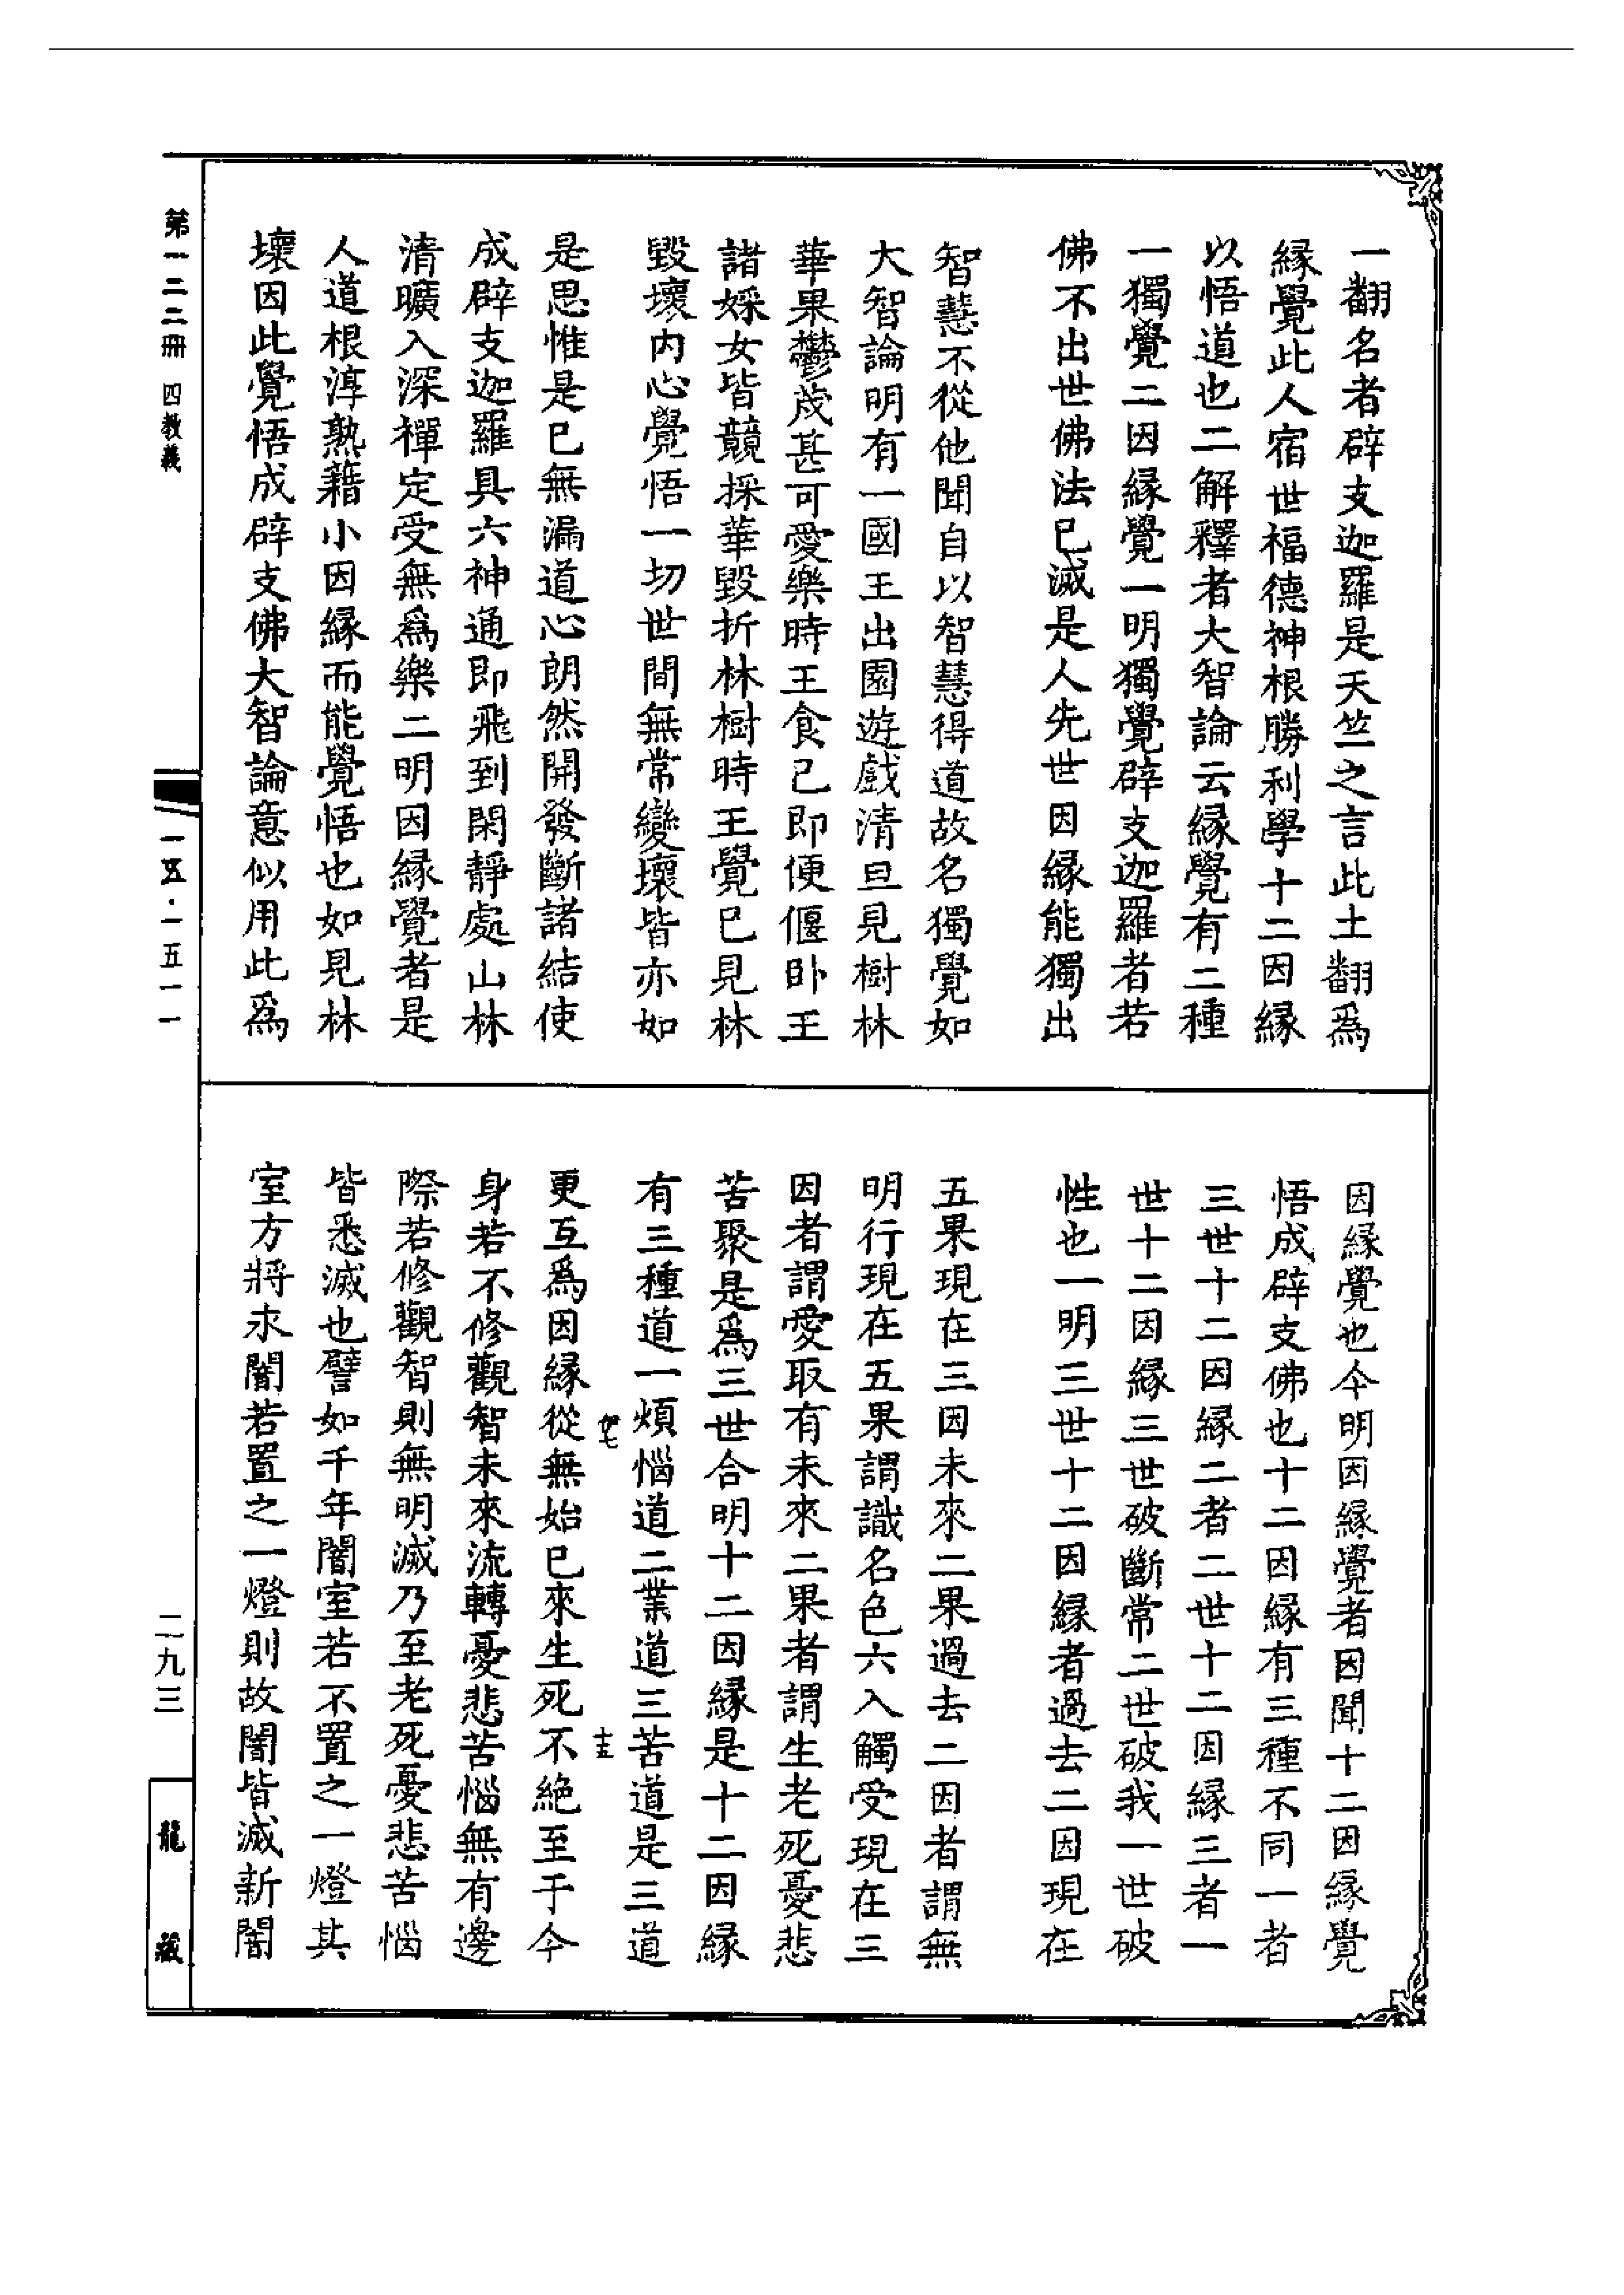 一翻名者辟支迦羅是天竺之言此土翻爲
緣覺此人宿世福德神根勝利學十二因緣
以悟道也二解釋者大智論云緣覺有二種
一獨覺二因緣覺一明獨覺辟支迦羅者若
佛不出世佛法已滅是人先世因緣能獨出
智慧不從他聞自以智慧得道故名獨覺如
大智論明有一國王出園遊戲清旦見樹林
華果鬱茂甚可愛樂時王食已即便偃臥王
諸婇女皆競採華毀折林樹時王覺已見林
毀壞內心覺悟一切世間無常變壞皆亦如
是思惟是已無漏道心朗然開發斷諸結使
成辟支迦羅具六神通即飛到閑靜處山林
清曠入深禪定受無爲樂二明因緣覺者是
人道根淳熟藉小因緣而能覺悟也如見林
壞因此覺悟成辟支佛大智論意似用此爲
因緣覺也今明因緣覺者因聞十二因緣覺
悟成辟支佛也十二因緣有三種不同一者
三世十二因緣二者二世十二因緣三者一
世十二因緣三世破斷常二世破我一世破
性也一明三世十二因緣者過去二因現在
五果現在三因未來二果過去二因者謂無
明行現在五果謂識名色六入觸受現在三
因者謂愛取有未來二果者謂生老死憂悲
苦聚是爲三世合明十二因緣是十二因緣
有三種道一煩惱道二業道三苦道是三道
更互爲因緣從無始已來生死不絕至于今
身若不修觀智未來流轉憂悲苦惱無有邊
際若修觀智則無明滅乃至老死憂悲苦惱
皆悉滅也譬如千年闇室若不置之一燈其
室方將永闇若置之一燈則故闇皆滅新闇
第一二二冊 四教義
一五·一五一一
二九三
龍藏